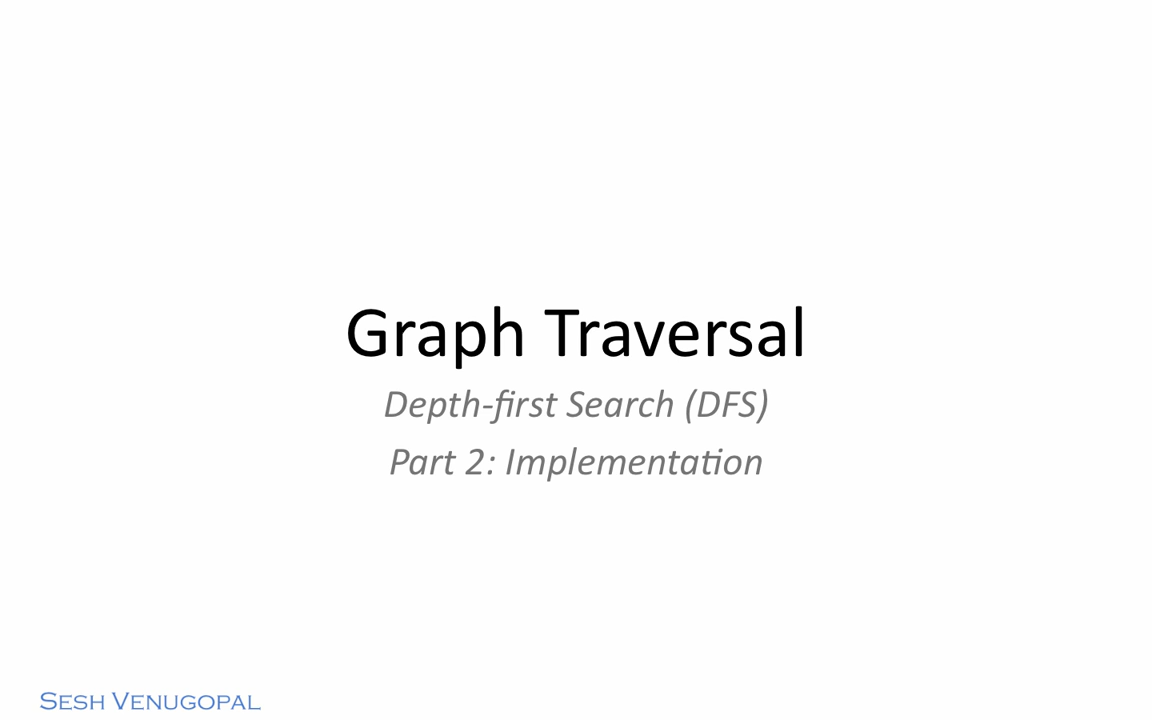 Graph Traversal
Depth-first Search (DFS)
Part 2: Implementation
SESH VENUGOPAL